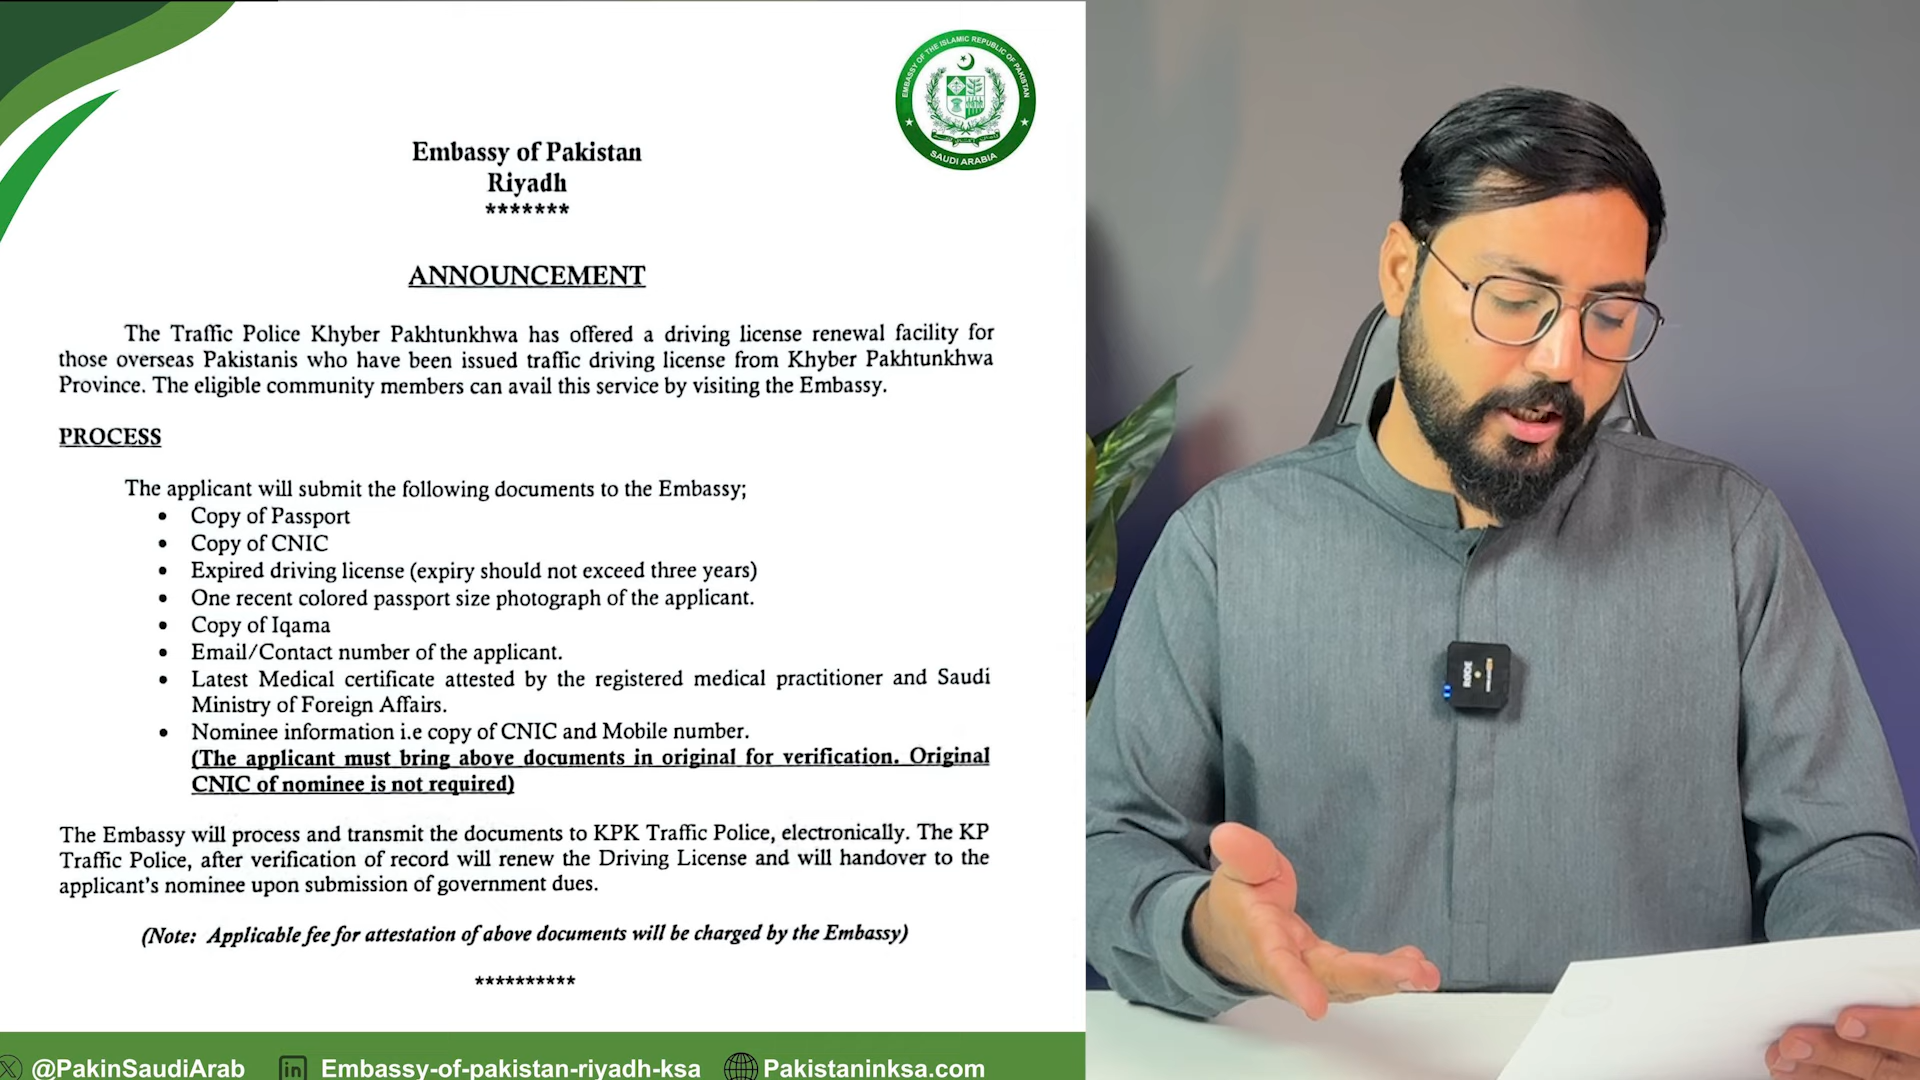 EMBASSY OF THE ISLAMIC REPUBLIC OF PAKISTAN
SAUDI ARABIA
Embassy of Pakistan
Riyadh
*******
ANNOUNCEMENT
The Traffic Police Khyber Pakhtunkhwa has offered a driving license renewal facility for
those overseas Pakistanis who have been issued traffic driving license from Khyber Pakhtunkhwa
Province. The eligible community members can avail this service by visiting the Embassy.
PROCESS
The applicant will submit the following documents to the Embassy;
• Copy of Passport
• Copy of CNIC
• Expired driving license (expiry should not exceed three years)
• One recent colored passport size photograph of the applicant.
• Copy of Iqama
• Email/Contact number of the applicant.
• Latest Medical certificate attested by the registered medical practitioner and Saudi
Ministry of Foreign Affairs.
• Nominee information i.e copy of CNIC and Mobile number.
(The applicant must bring above documents in original for verification. Original
CNIC of nominee is not required)
The Embassy will process and transmit the documents to KPK Traffic Police, electronically. The KP
Traffic Police, after verification of record will renew the Driving License and will handover to the
applicant's nominee upon submission of government dues.
(Note: Applicable fee for attestation of above documents will be charged by the Embassy)
**********
@PakinSaudiArab
Embassy-of-pakistan-riyadh-ksa
Pakistaninksa.com
RØDE